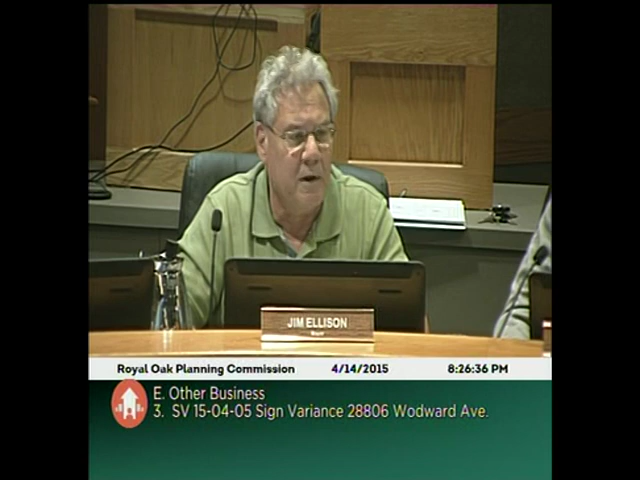 JIM ELLISON
Royal Oak Planning Commission 4/14/2015 8:26:36 PM
E. Other Business
3. SV 15-04-05 Sign Variance 28806 Wodward Ave.